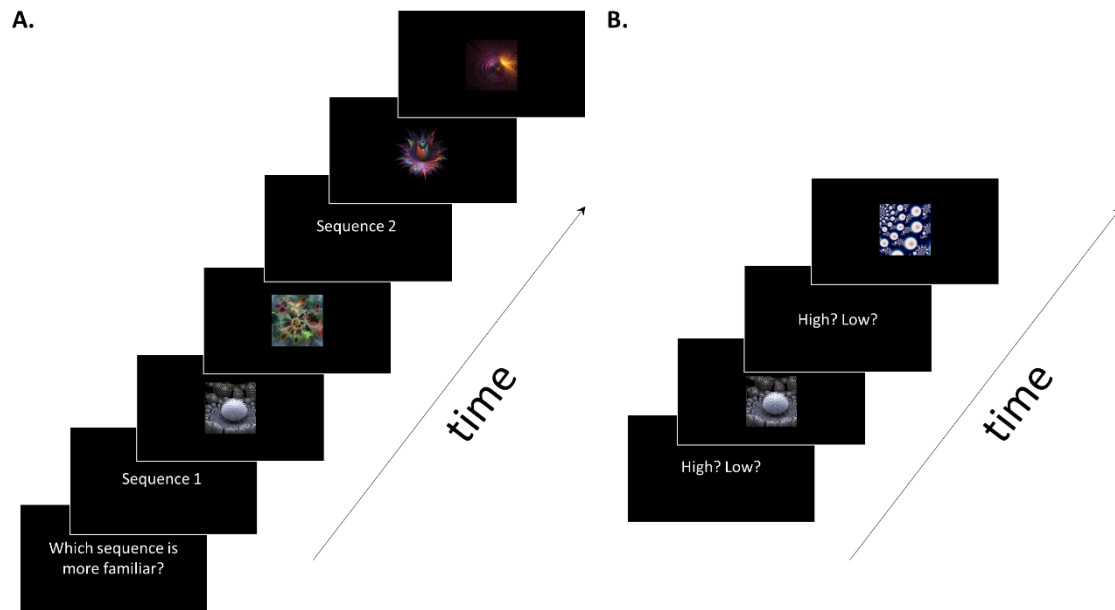 A.
Sequence 2
Sequence 1
Which sequence is
more familiar?
time
B.
High? Low?
High? Low?
time